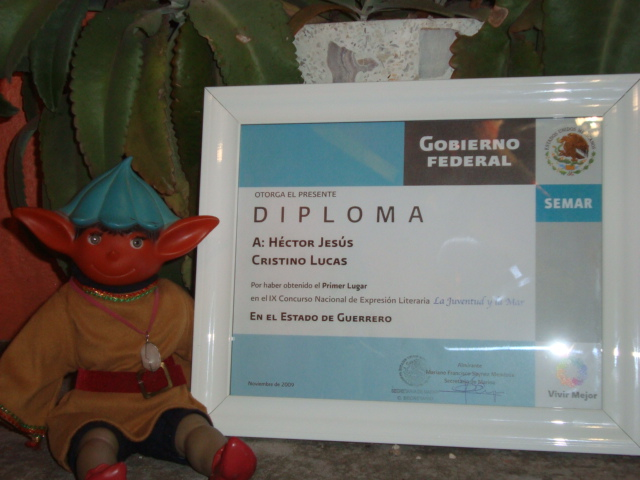 GOBIERNO
FEDERAL
SEMAR
OTORGA EL PRESENTE
DIPLOMA
A: HÉCTOR JESÚS
CRISTINO LUCAS
Por haber obtenido el Primer Lugar
en el IX Concurso Nacional de Expresión Literaria La Juventud y la Mar
EN EL ESTADO DE GUERRERO
Noviembre de 2009
Vivir Mejor